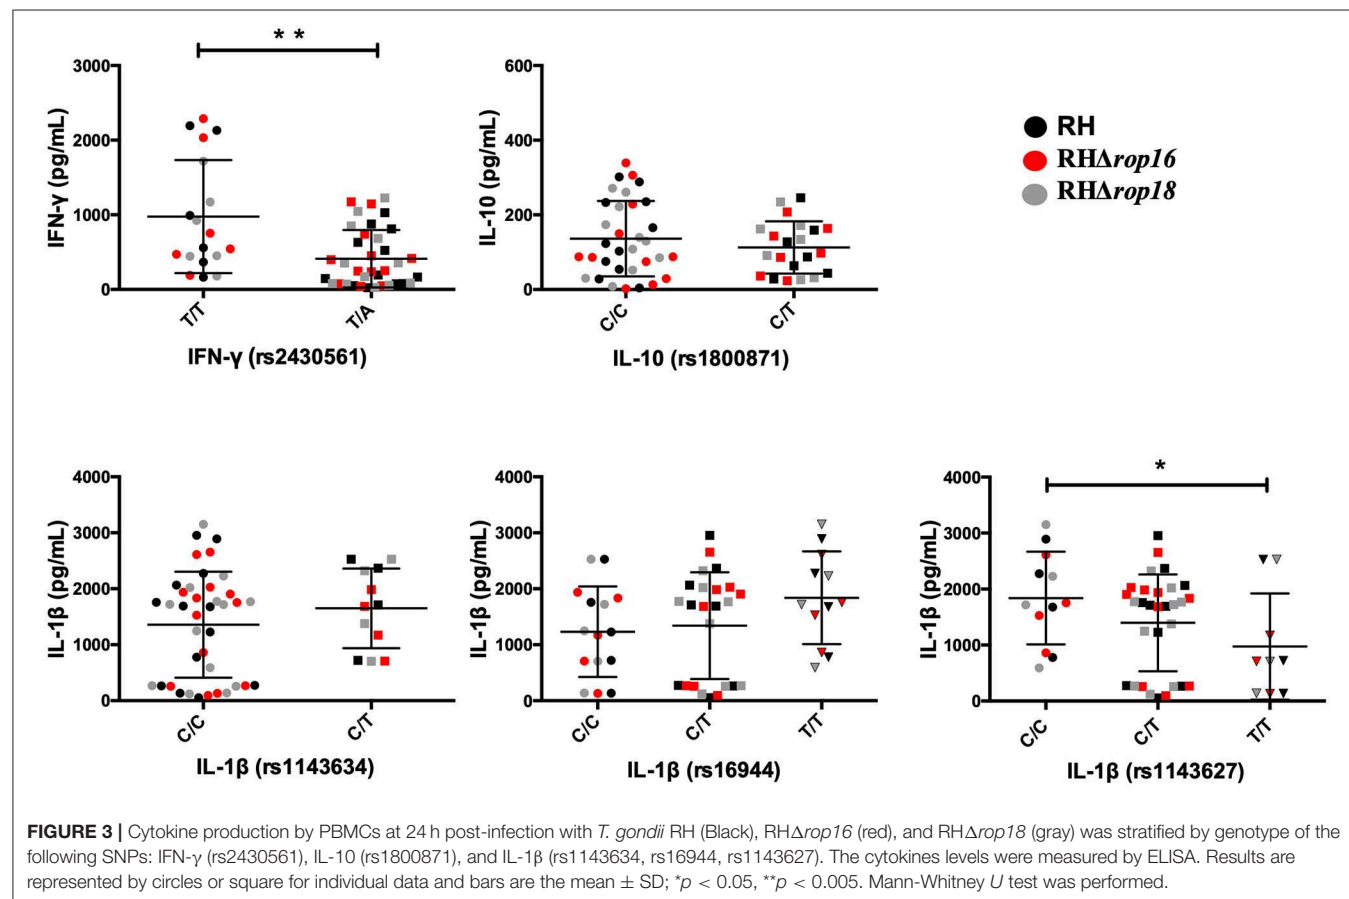 * *
3000
2000
1000
0
IFN-γ (pg/mL)
T/T
T/A
IFN-γ (rs2430561)
600
400
200
0
IL-10 (pg/mL)
C/C
C/T
IL-10 (rs1800871)
RH
RHΔrop16
RHΔrop18
4000
3000
2000
1000
0
IL-1β (pg/mL)
C/C
C/T
IL-1β (rs1143634)
4000
3000
2000
1000
0
IL-1β (pg/mL)
C/C
C/T
T/T
IL-1β (rs16944)
*
4000
3000
2000
1000
0
IL-1β (pg/mL)
C/C
C/T
T/T
IL-1β (rs1143627)
FIGURE 3 | Cytokine production by PBMCs at 24 h post-infection with T. gondii RH (Black), RHΔrop16 (red), and RHΔrop18 (gray) was stratified by genotype of the
following SNPs: IFN-γ (rs2430561), IL-10 (rs1800871), and IL-1β (rs1143634, rs16944, rs1143627). The cytokines levels were measured by ELISA. Results are
represented by circles or square for individual data and bars are the mean ± SD; *p < 0.05, **p < 0.005. Mann-Whitney U test was performed.